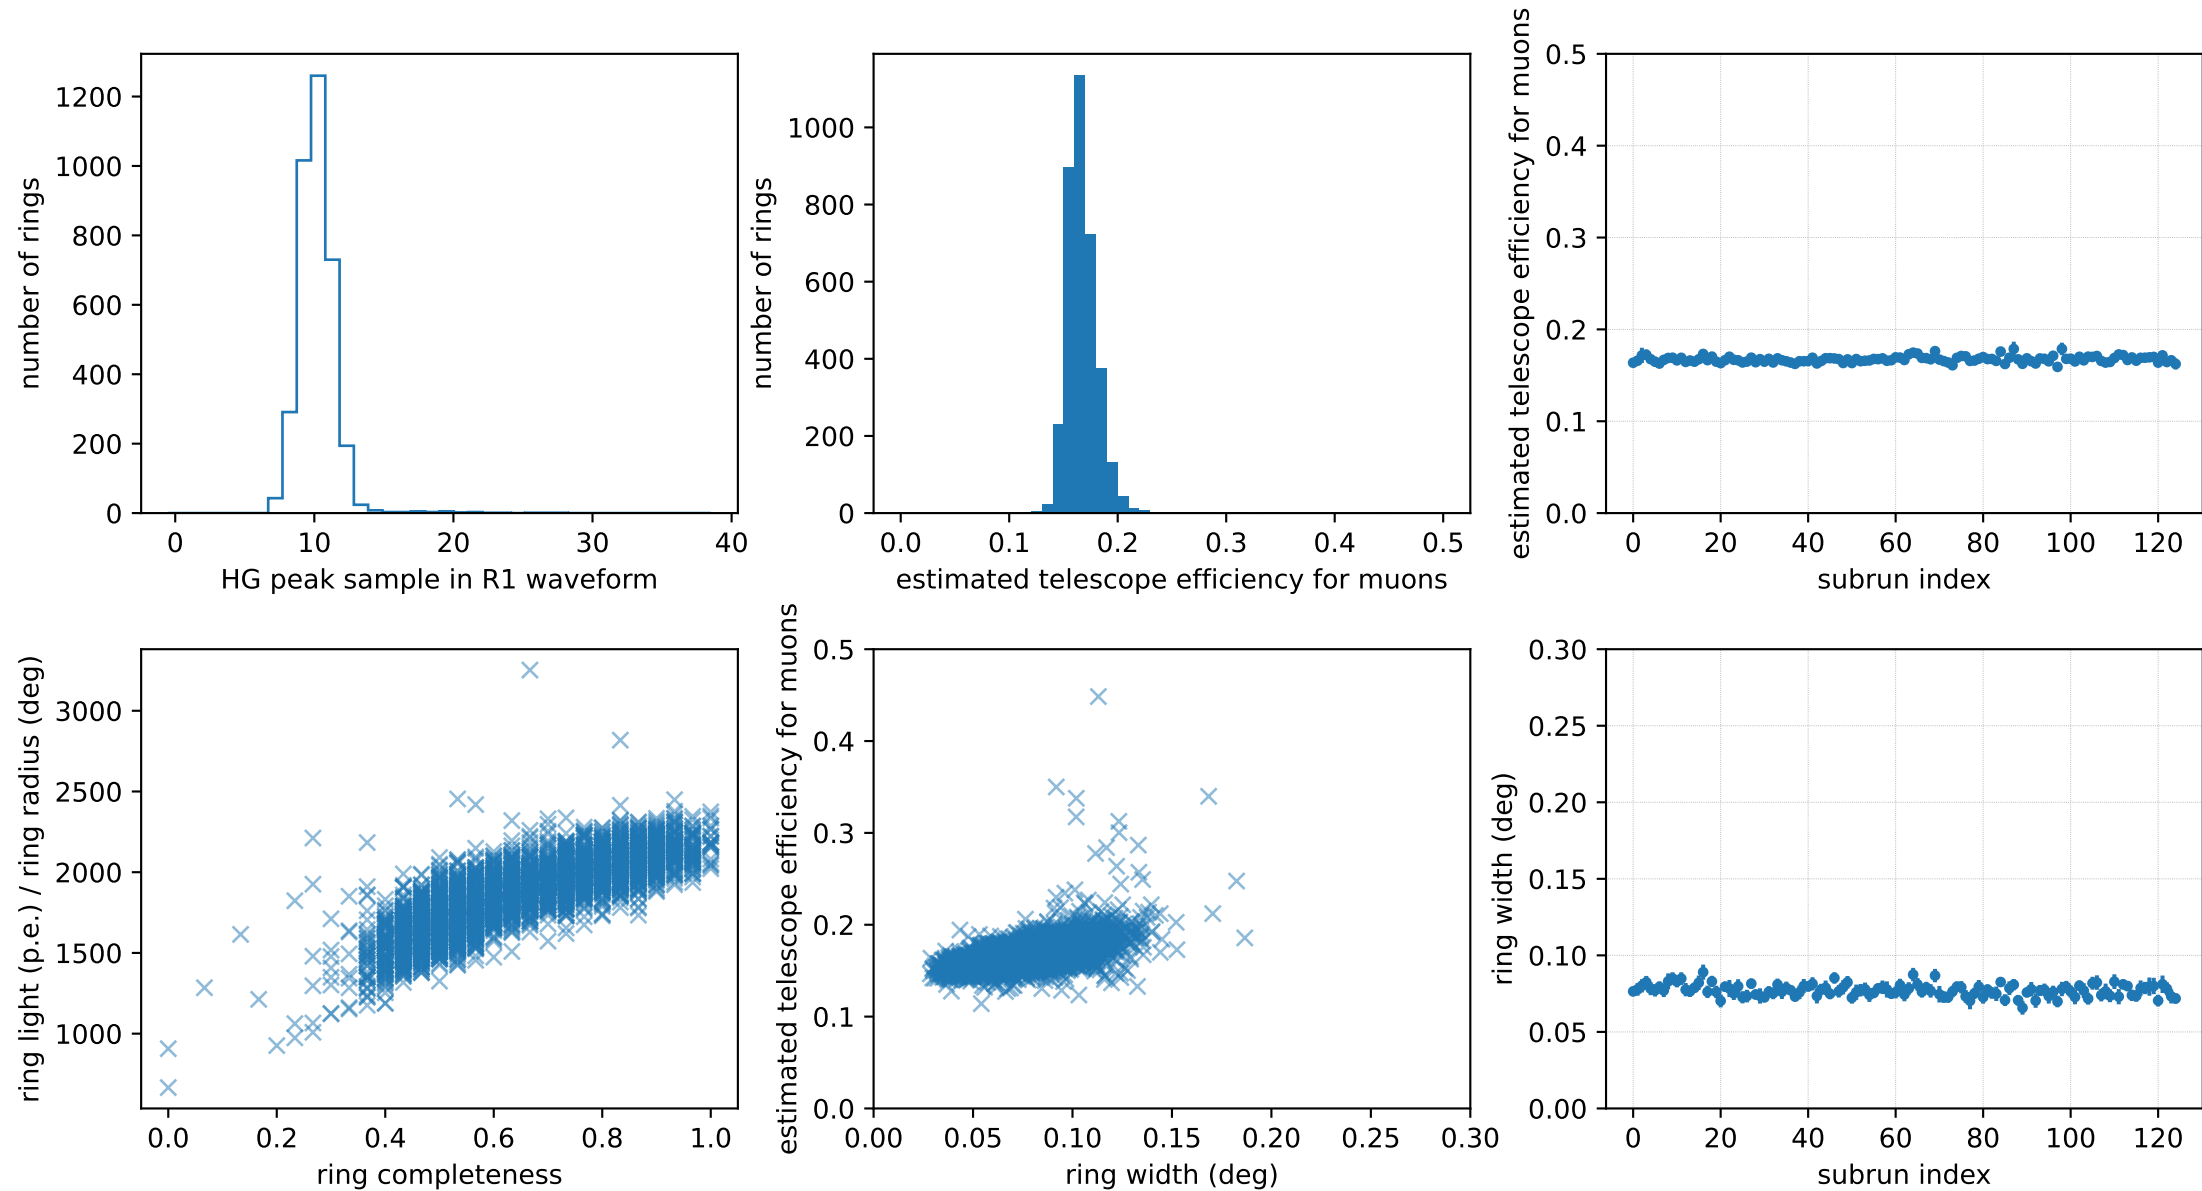 1200
1000
800
600
400
200
0
number of rings
0 10 20 30 40
HG peak sample in R1 waveform
1000
800
600
400
200
0
number of rings
0.0 0.1 0.2 0.3 0.4 0.5
estimated telescope efficiency for muons
0.5
0.4
0.3
0.2
0.1
0.0
estimated telescope efficiency for muons
0 20 40 60 80 100 120
subrun index
3000
2500
2000
1500
1000
ring light (p.e.) / ring radius (deg)
0.0 0.2 0.4 0.6 0.8 1.0
ring completeness
0.5
0.4
0.3
0.2
0.1
0.0
estimated telescope efficiency for muons
0.00 0.05 0.10 0.15 0.20 0.25 0.30
ring width (deg)
0.30
0.25
0.20
0.15
0.10
0.05
0.00
ring width (deg)
0 20 40 60 80 100 120
subrun index